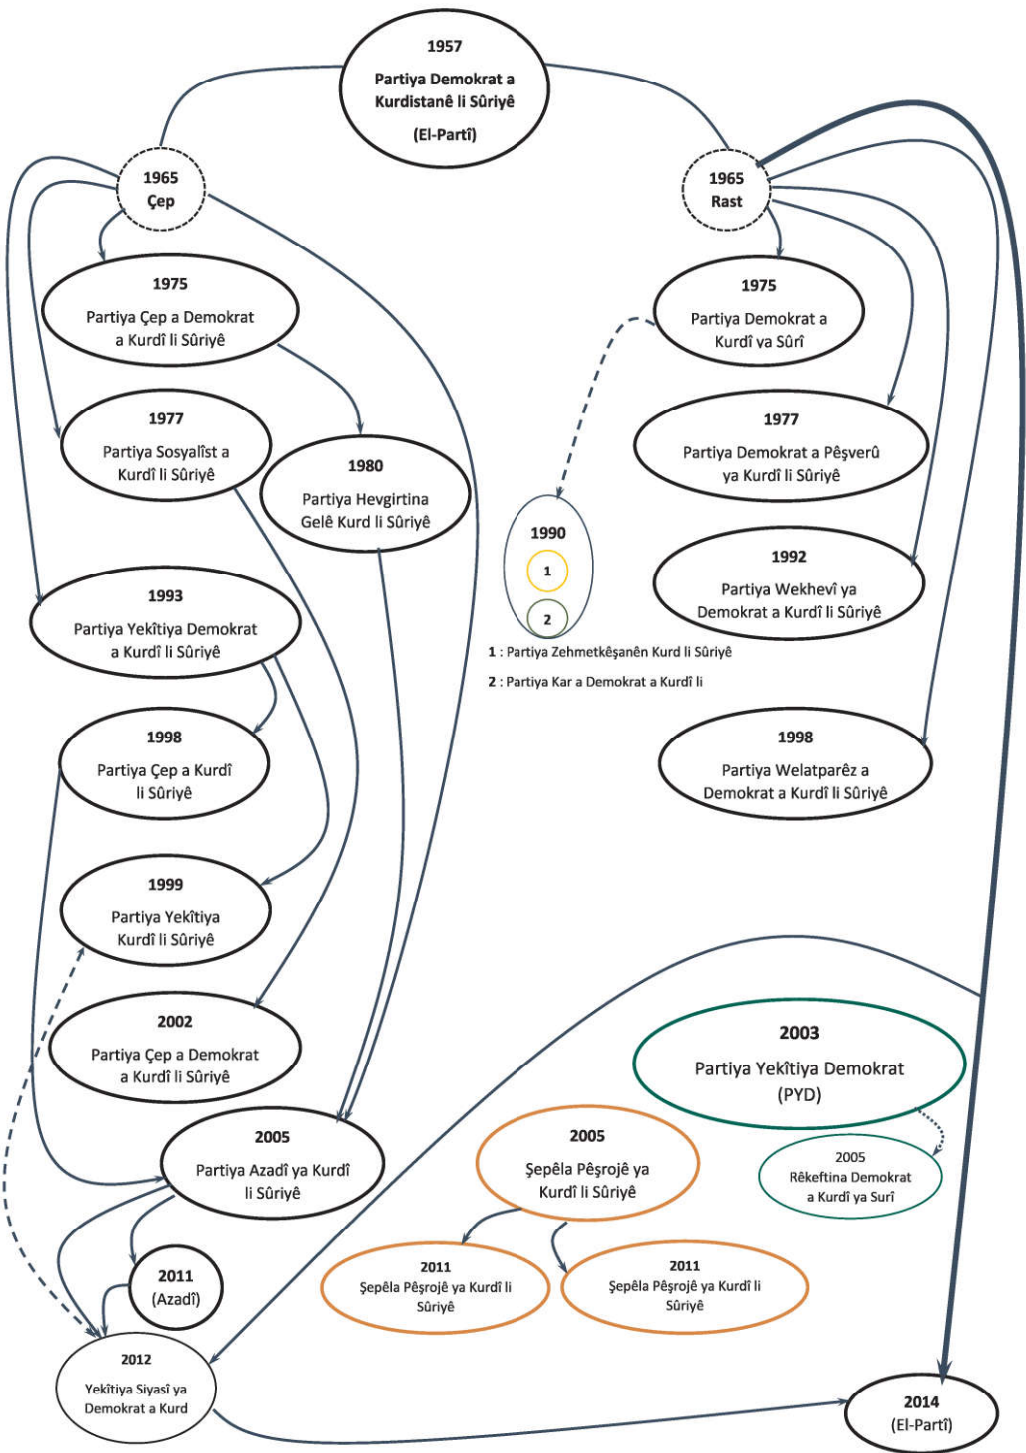 1957
Partiya Demokrat a
Kurdistanê li Sûriyê
(El-Partî)
1965
Çep
1965
Rast
1975
Partiya Çep a Demokrat
a Kurdî li Sûriyê
1975
Partiya Demokrat a
Kurdî ya Sûrî
1977
Partiya Sosyalîst a
Kurdî li Sûriyê
1980
Partiya Hevgirtina
Gelê Kurd li Sûriyê
1977
Partiya Demokrat a Pêşverû
ya Kurdî li Sûriyê
1990
1
2
1 : Partiya Zehmetkêşanên Kurd li Sûriyê
2 : Partiya Kar a Demokrat a Kurdî li
1992
Partiya Wekhevî ya
Demokrat a Kurdî li Sûriyê
1993
Partiya Yekîtiya Demokrat
a Kurdî li Sûriyê
1998
Partiya Çep a Kurdî
li Sûriyê
1998
Partiya Welatparêz a
Demokrat a Kurdî li Sûriyê
1999
Partiya Yekîtiya
Kurdî li Sûriyê
2002
Partiya Çep a Demokrat
a Kurdî li Sûriyê
2003
Partiya Yekîtiya Demokrat
(PYD)
2005
Partiya Azadî ya Kurdî
li Sûriyê
2005
Şepêla Pêşrojê ya
Kurdî li Sûriyê
2005
Rêkeftina Demokrat
a Kurdî ya Surî
2011
(Azadî)
2011
Şepêla Pêşrojê ya Kurdî li
Sûriyê
2011
Şepêla Pêşrojê ya Kurdî li
Sûriyê
2012
Yekîtiya Siyasî ya
Demokrat a Kurd
2014
(El-Partî)